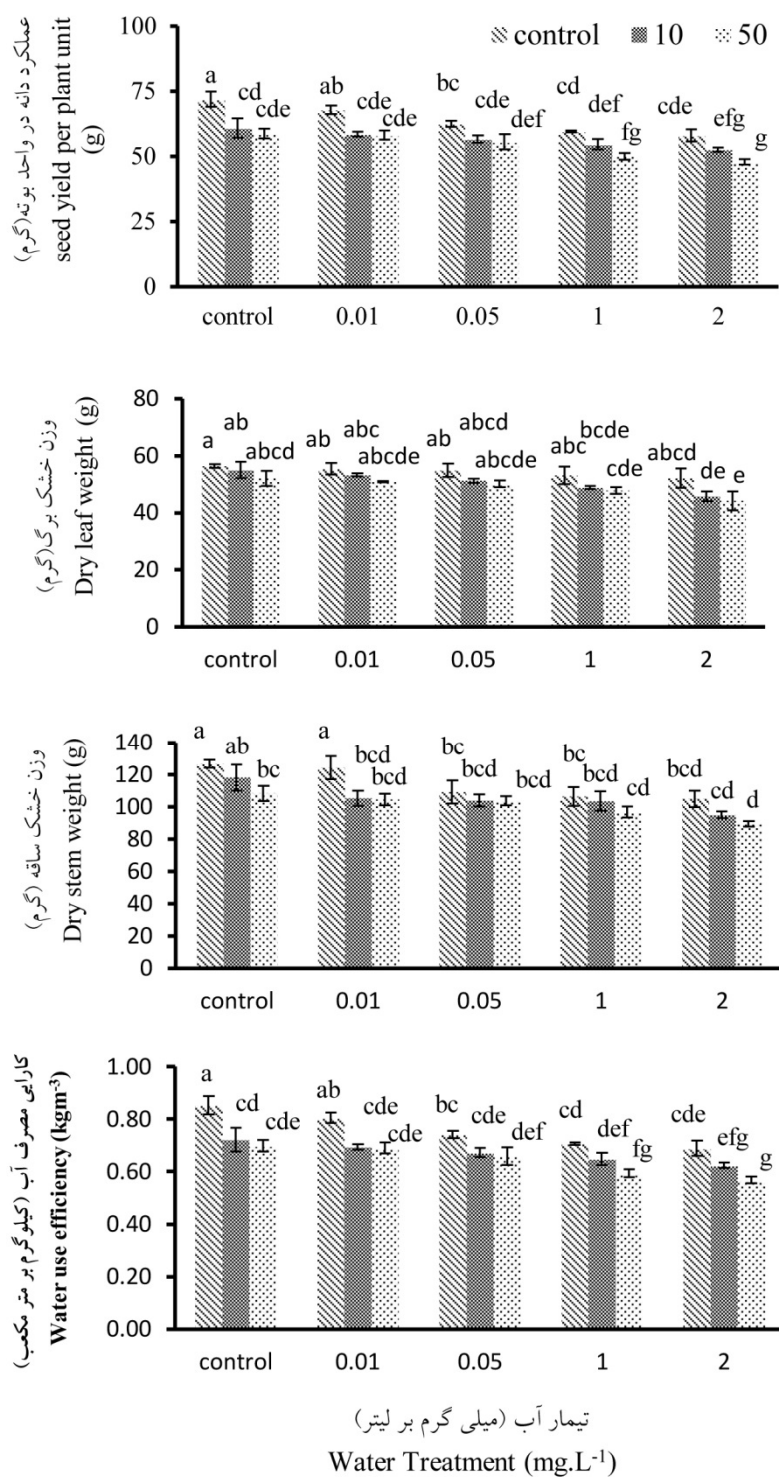 control 10 50
عملکرد دانه در واحد بوته(گرم)
seed yield per plant unit
(g)
100
75
50
25
0
a cd cde ab cde cde bc cde def cd def fg cde efg g
control 0.01 0.05 1 2
وزن خشک برگ(گرم)
Dry leaf weight (g)
80
60
40
20
0
a ab abcd ab abc abcde ab abcd abcde abc bcde cde abcd de e
control 0.01 0.05 1 2
وزن خشک ساقه (گرم)
Dry stem weight (g)
140
120
100
80
60
40
20
0
a ab bc a bcd bcd bc bcd bcd bc bcd cd bcd cd d
control 0.01 0.05 1 2
کارایی مصرف آب (کیلوگرم بر متر مکعب)
Water use efficiency (kgm⁻³)
1.00
0.80
0.60
0.40
0.20
0.00
a cd cde ab cde cde bc cde def cd def fg cde efg g
control 0.01 0.05 1 2
تیمار آب (میلی گرم بر لیتر)
Water Treatment (mg.L⁻¹)